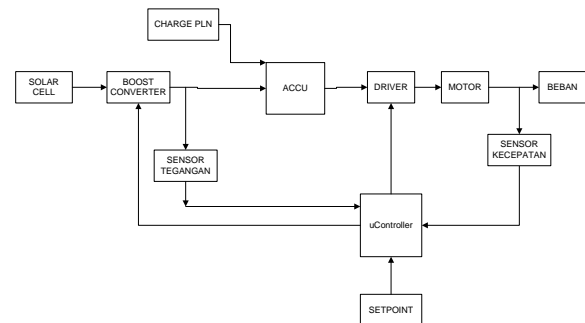 CHARGE PLN
SOLAR
CELL
BOOST
CONVERTER
ACCU
DRIVER
MOTOR
BEBAN
SENSOR
TEGANGAN
SENSOR
KECEPATAN
uController
SETPOINT